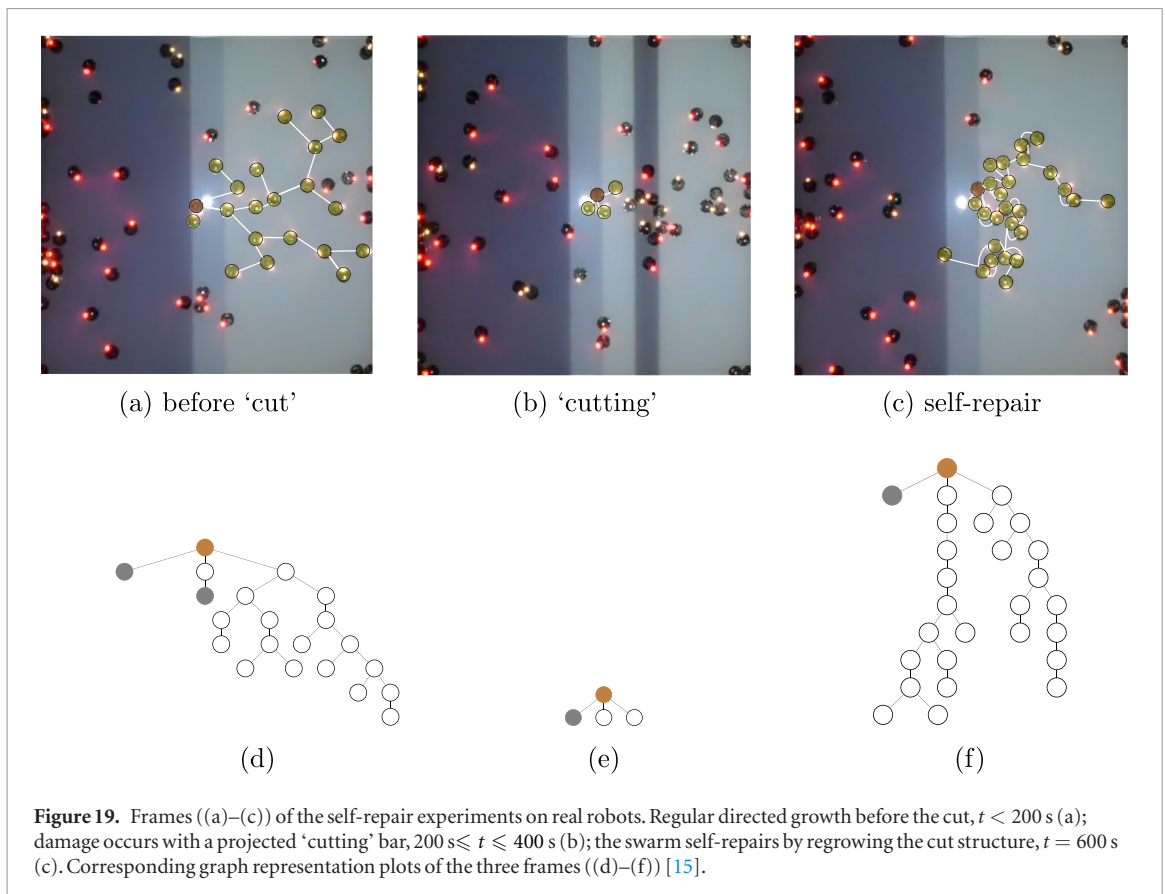 (a) before ‘cut’
(b) ‘cutting’
(c) self-repair
(d)
(e)
(f)
Figure 19. Frames ((a)–(c)) of the self-repair experiments on real robots. Regular directed growth before the cut, t < 200 s (a);
damage occurs with a projected ‘cutting’ bar, 200 s⩽ t ⩽ 400 s (b); the swarm self-repairs by regrowing the cut structure, t = 600 s
(c). Corresponding graph representation plots of the three frames ((d)–(f)) [15].